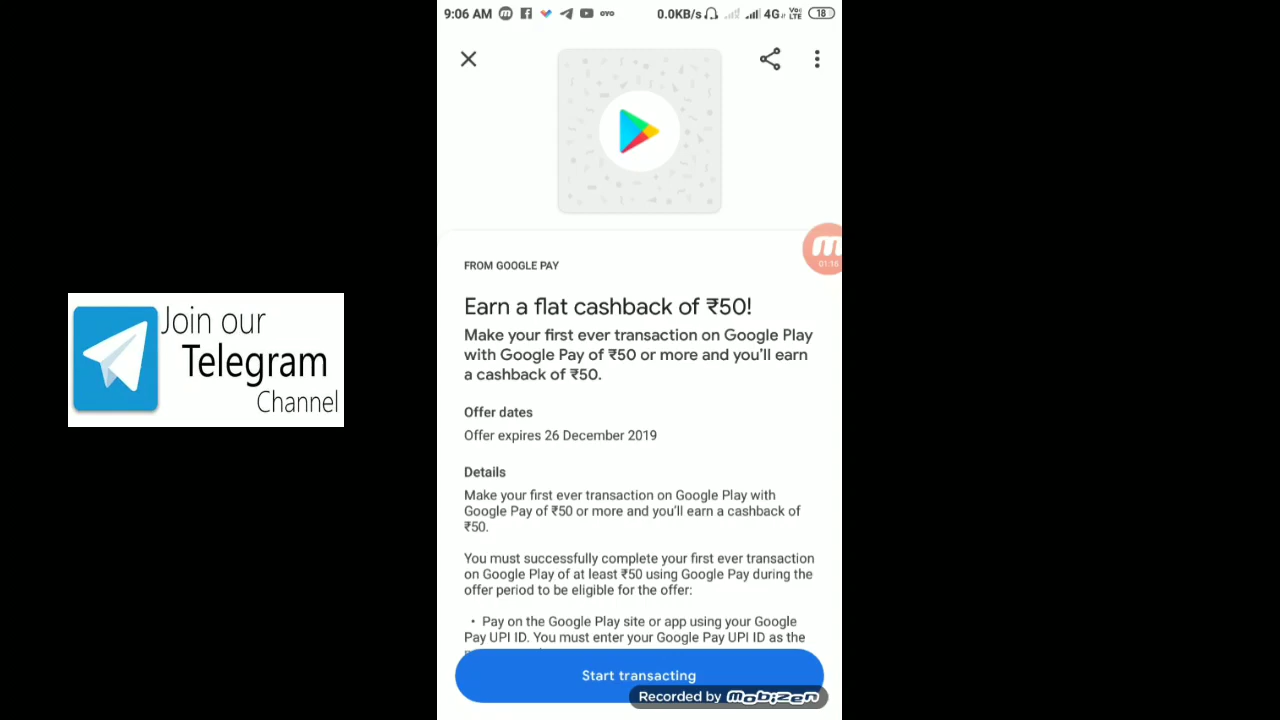 9:06 AM
0.0KB/s
4G
Vo
LTE
18
01:16
FROM GOOGLE PAY
Earn a flat cashback of ₹50!
Make your first ever transaction on Google Play
with Google Pay of ₹50 or more and you'll earn
a cashback of ₹50.
Offer dates
Offer expires 26 December 2019
Details
Make your first ever transaction on Google Play with
Google Pay of ₹50 or more and you'll earn a cashback of
₹50.
You must successfully complete your first ever transaction
on Google Play of at least ₹50 using Google Pay during the
offer period to be eligible for the offer:
• Pay on the Google Play site or app using your Google
Pay UPI ID. You must enter your Google Pay UPI ID as the
Start transacting
Recorded by mobizen
Join our
Telegram
Channel